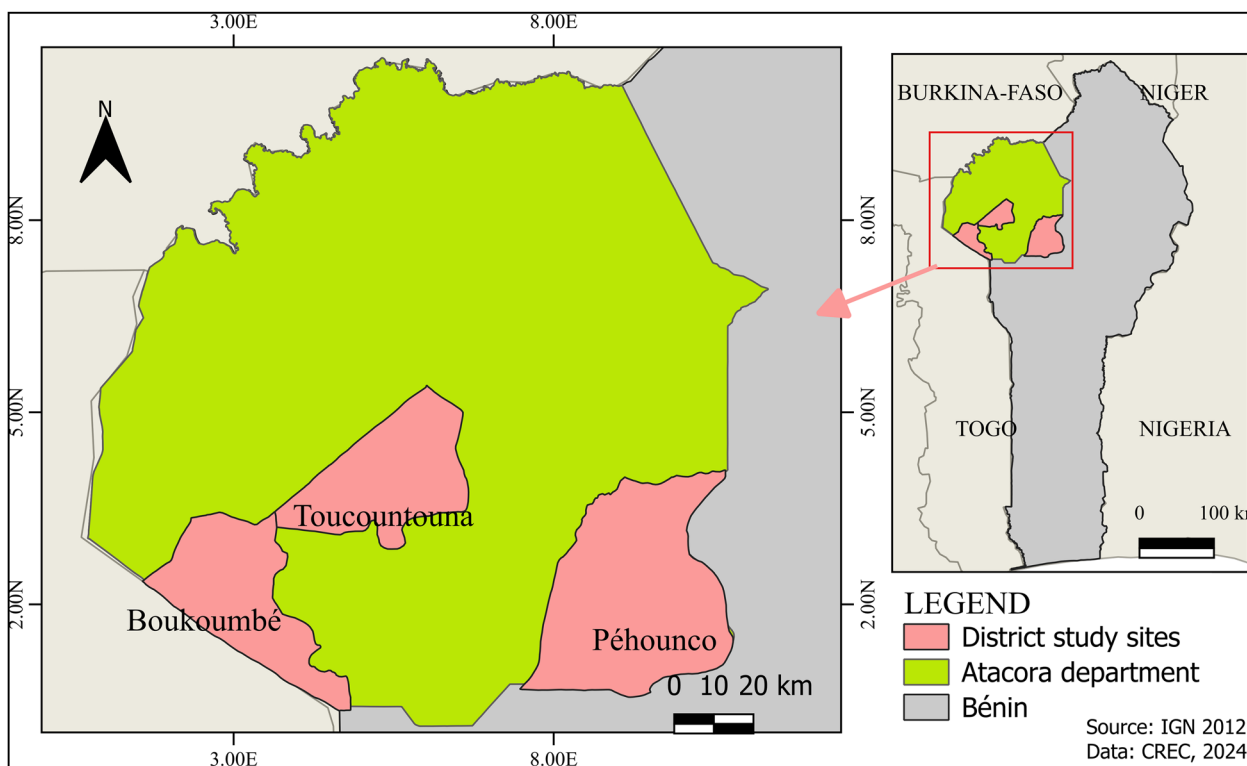 3.00E
8.00E
N
8.00N
5.00N
2.00N
8.00N
5.00N
2.00N
Toucountouna
Boukoumbé
Péhounco
0 10 20 km
3.00E
8.00E
BURKINA-FASO
NIGER
TOGO
NIGERIA
0 100 km
LEGEND
District study sites
Atacora department
Bénin
Source: IGN 2012
Data: CREC, 2024